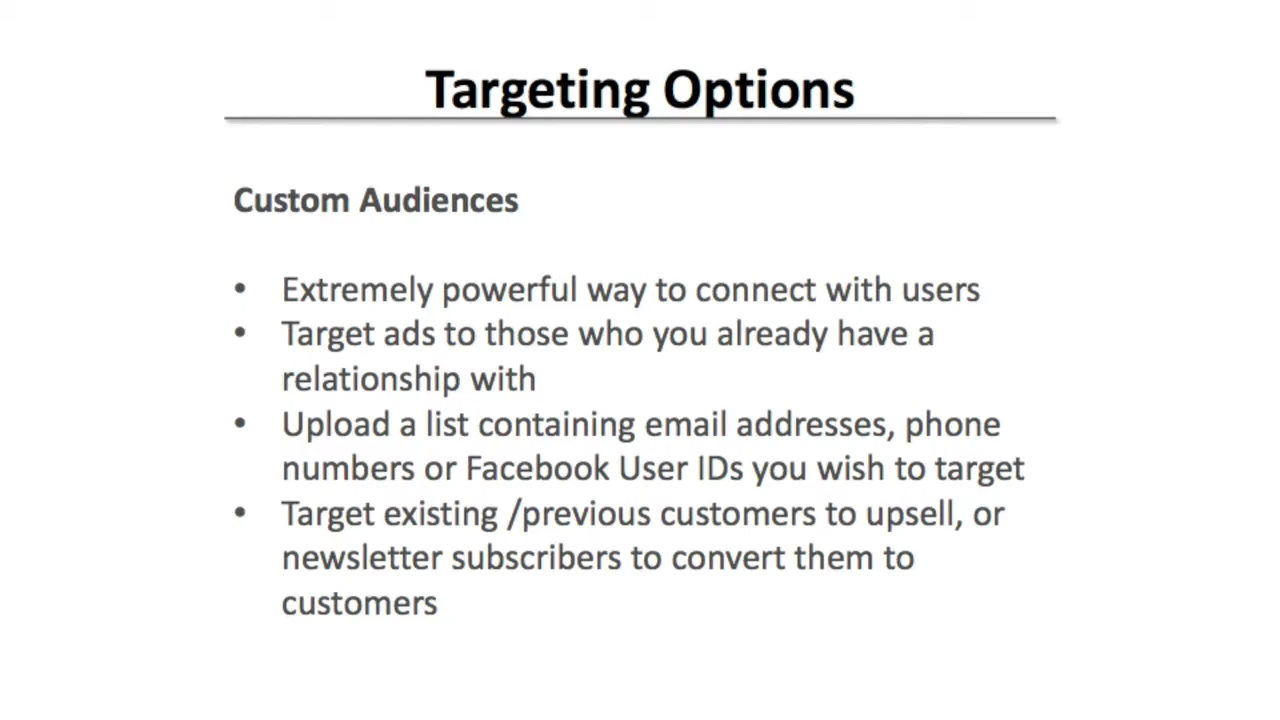 Targeting Options
Custom Audiences
• Extremely powerful way to connect with users
• Target ads to those who you already have a
relationship with
• Upload a list containing email addresses, phone
numbers or Facebook User IDs you wish to target
• Target existing /previous customers to upsell, or
newsletter subscribers to convert them to
customers